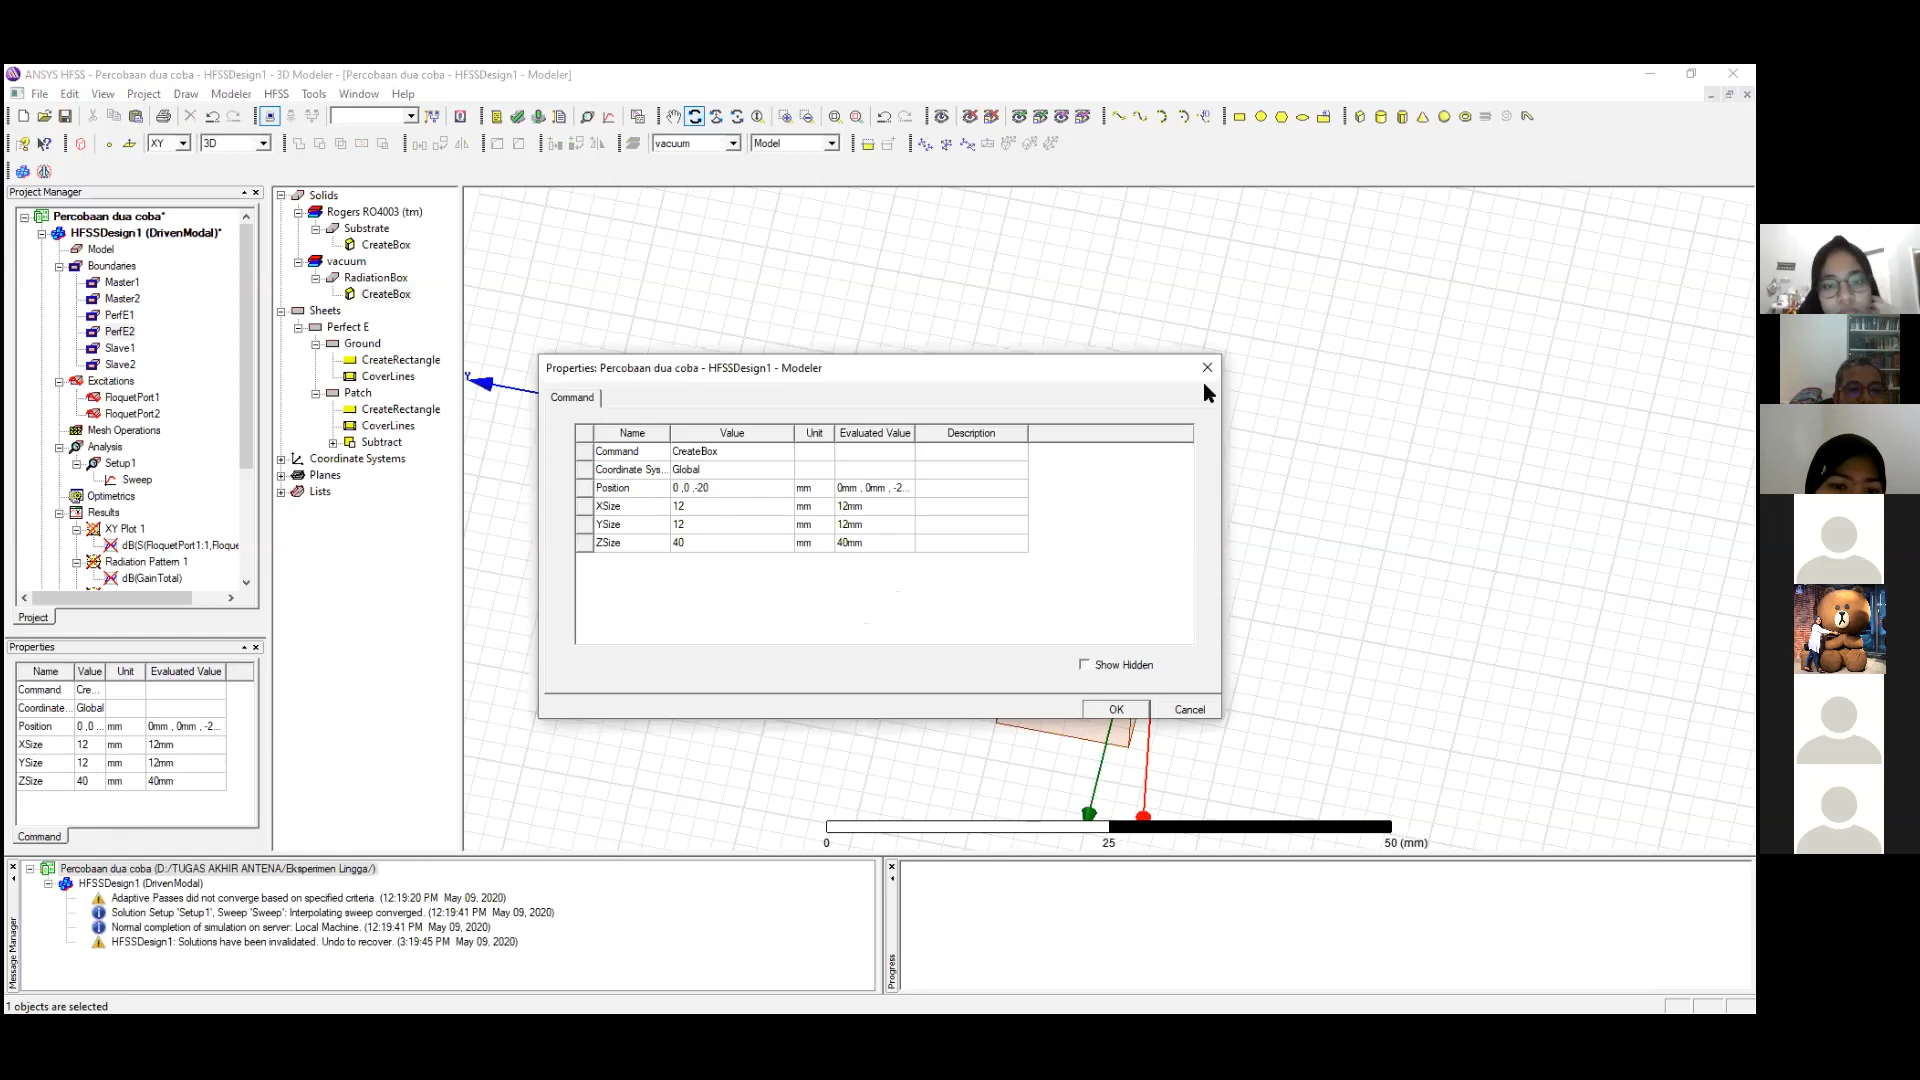 ANSYS HFSS - Percobaan dua coba - HFSSDesign1 - 3D Modeler - [Percobaan dua coba - HFSSDesign1 - Modeler]
File Edit View Project Draw Modeler HFSS Tools Window Help
XY 3D vacuum Model
Project Manager
Percobaan dua coba*
HFSSDesign1 (DrivenModal)*
Model
Boundaries
Master1
Master2
PerfE1
PerfE2
Slave1
Slave2
Excitations
FloquetPort1
FloquetPort2
Mesh Operations
Analysis
Setup1
Sweep
Optimetrics
Results
XY Plot 1
dB(S(FloquetPort1:1,Floque
Radiation Pattern 1
dB(GainTotal)
Project
Solids
Rogers RO4003 (tm)
Substrate
CreateBox
vacuum
RadiationBox
CreateBox
Sheets
Perfect E
Ground
CreateRectangle
CoverLines
Patch
CreateRectangle
CoverLines
Subtract
Coordinate Systems
Planes
Lists
Y
Properties: Percobaan dua coba - HFSSDesign1 - Modeler
Command
Name Value Unit Evaluated Value Description
Command CreateBox
Coordinate Sys... Global
Position 0 ,0 ,-20 mm 0mm , 0mm , -2...
XSize 12 mm 12mm
YSize 12 mm 12mm
ZSize 40 mm 40mm
Show Hidden
OK Cancel
0 25 50 (mm)
Properties
Name Value Unit Evaluated Value
Command Cre...
Coordinate... Global
Position 0 ,0 ... mm 0mm , 0mm , -2...
XSize 12 mm 12mm
YSize 12 mm 12mm
ZSize 40 mm 40mm
Command
Message Manager
Percobaan dua coba (D:/TUGAS AKHIR ANTENA/Eksperimen Lingga/)
HFSSDesign1 (DrivenModal)
Adaptive Passes did not converge based on specified criteria. (12:19:20 PM May 09, 2020)
Solution Setup 'Setup1', Sweep 'Sweep': Interpolating sweep converged. (12:19:41 PM May 09, 2020)
Normal completion of simulation on server: Local Machine. (12:19:41 PM May 09, 2020)
HFSSDesign1: Solutions have been invalidated. Undo to recover. (3:19:45 PM May 09, 2020)
Progress
1 objects are selected